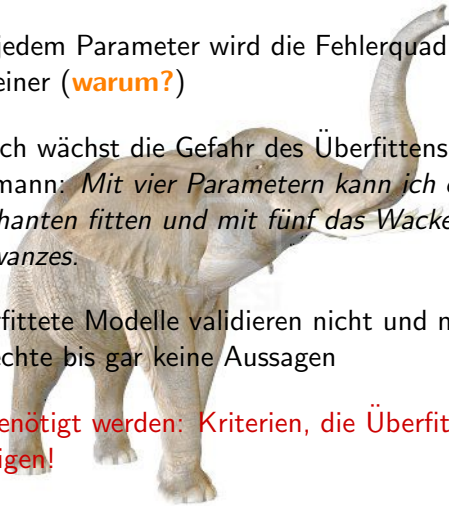 jedem Parameter wird die Fehlerquad
einer (warum?)
ch wächst die Gefahr des Überfittens
mann: Mit vier Parametern kann ich e
hanten fitten und mit fünf das Wacke
wanzes.
rfittete Modelle validieren nicht und m
echte bis gar keine Aussagen
enötigt werden: Kriterien, die Überfit
igen!